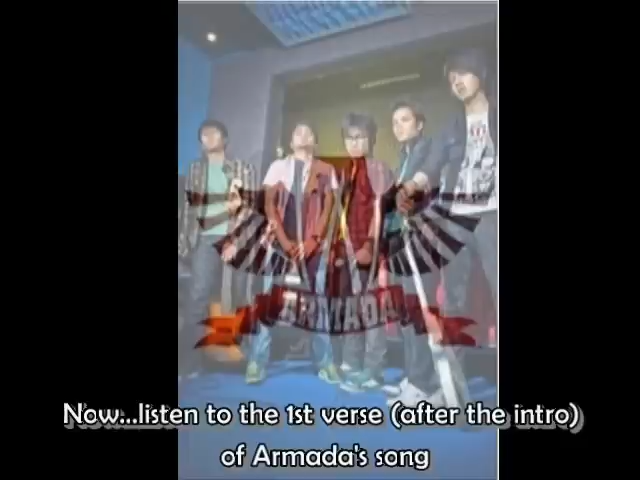 ARMADA
Now...listen to the 1st verse (after the intro)
of Armada's song